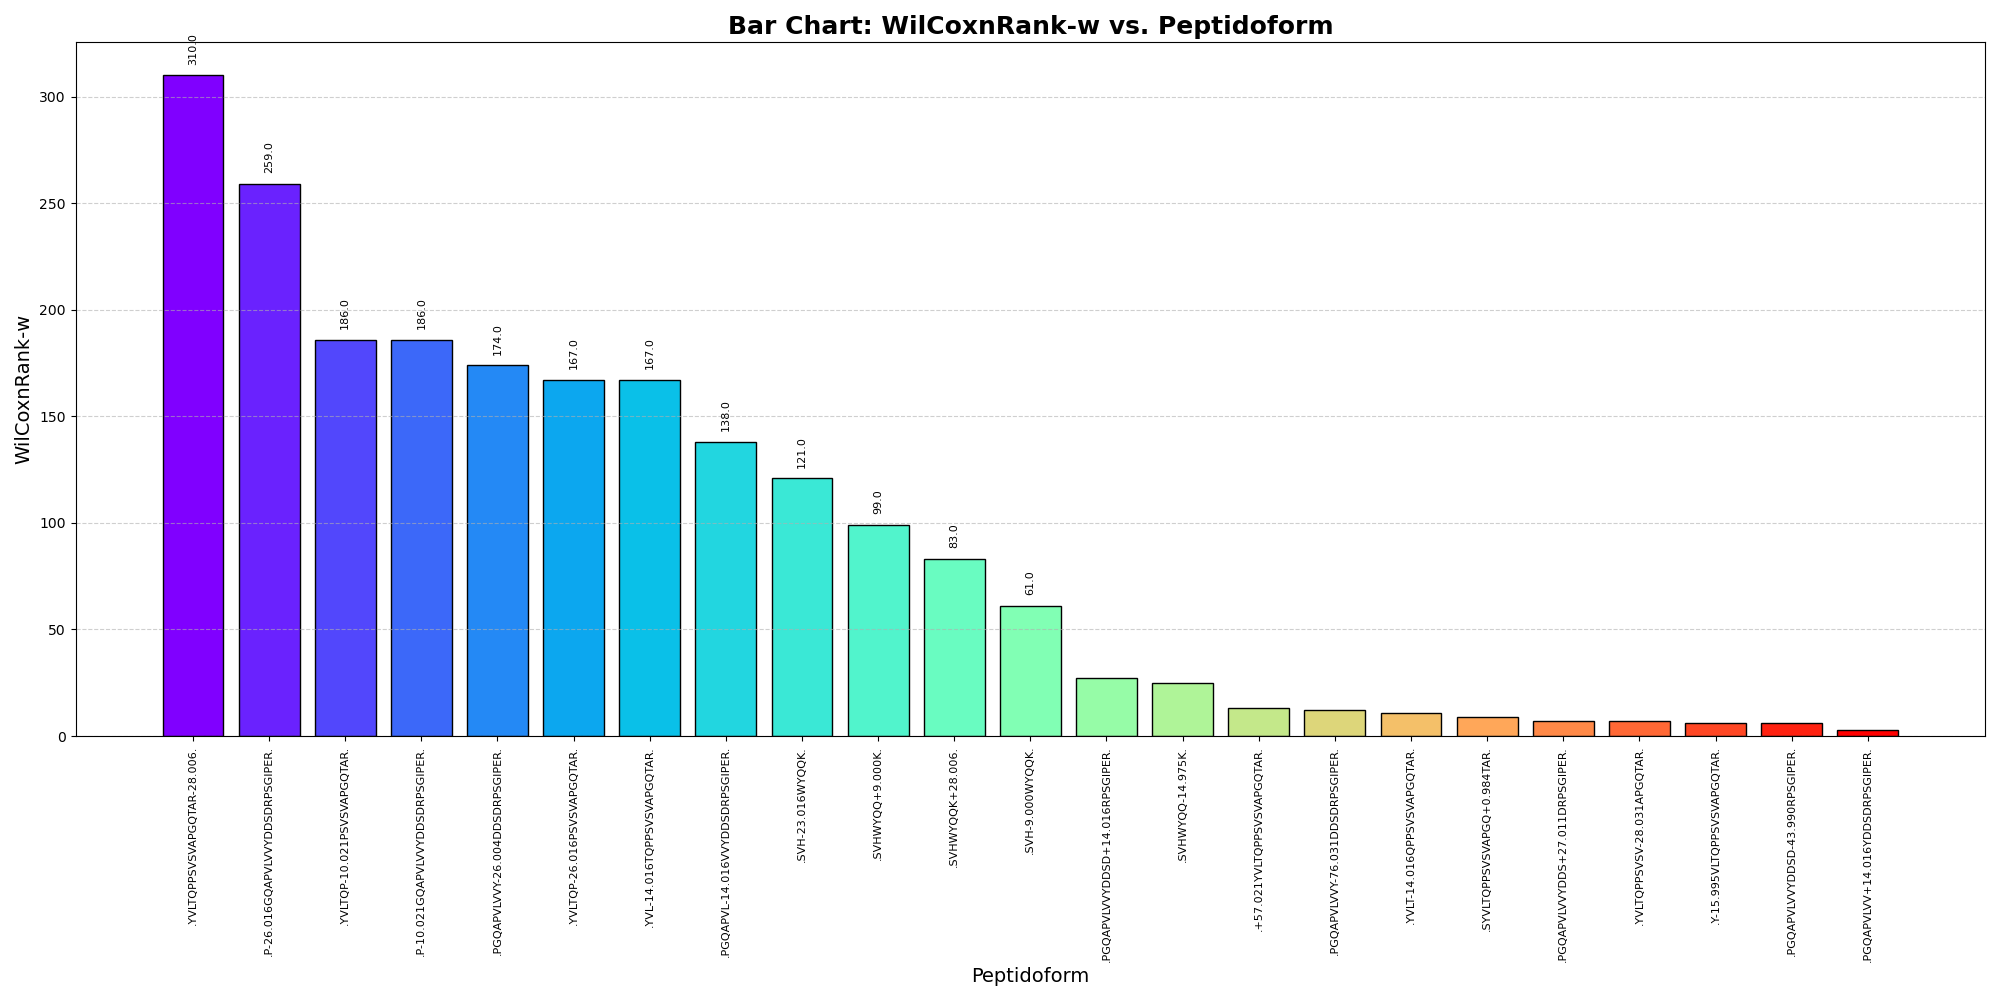 Bar Chart: WilCoxnRank-w vs. Peptidoform
WilCoxnRank-w
300
250
200
150
100
50
0
310.0
259.0
186.0
186.0
174.0
167.0
167.0
138.0
121.0
99.0
83.0
61.0
.YVLTQPPSVSVAPGQTAR-28.006.
.P-26.016GQAPVLVVYDDSDRPSGIPER.
.YVLTQP-10.021PSVSVAPGQTAR.
.P-10.021GQAPVLVVYDDSDRPSGIPER.
.PGQAPVLVVY-26.004DDSDRPSGIPER.
.YVLTQP-26.016PSVSVAPGQTAR.
.YVL-14.016TQPPSVSVAPGQTAR.
.PGQAPVL-14.016VVYDDSDRPSGIPER.
.SVH-23.016WYQQK.
.SVHWYQQ+9.000K.
.SVHWYQQK+28.006.
.SVH-9.000WYQQK.
.PGQAPVLVVYDDSD+14.016RPSGIPER.
.SVHWYQQ-14.975K.
.+57.021YVLTQPPSVSVAPGQTAR.
.PGQAPVLVVY-76.031DDSDRPSGIPER.
.YVLT-14.016QPPSVSVAPGQTAR.
.SYVLTQPPSVSVAPGQ+0.984TAR.
.PGQAPVLVVYDDS+27.011DRPSGIPER.
.YVLTQPPSVSV-28.031APGQTAR.
.Y-15.995VLTQPPSVSVAPGQTAR.
.PGQAPVLVVYDDSD-43.990RPSGIPER.
.PGQAPVLVV+14.016YDDSDRPSGIPER.
Peptidoform